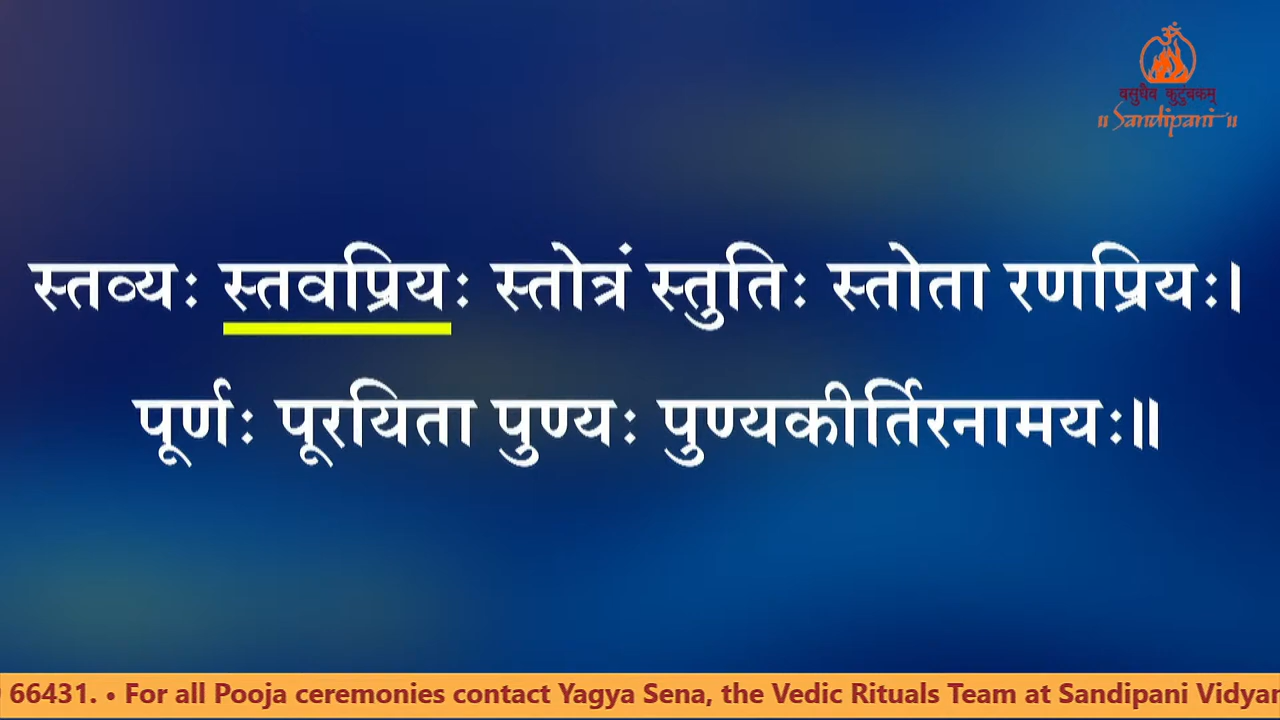 ॐ
वसुधैव कुटुंबकम्
॥ Sandipani ॥
स्तव्यः स्तवप्रियः स्तोत्रं स्तुतिः स्तोता रणप्रियः।
पूर्णः पूरयिता पुण्यः पुण्यकीर्तिरनामयः॥
66431. • For all Pooja ceremonies contact Yagya Sena, the Vedic Rituals Team at Sandipani